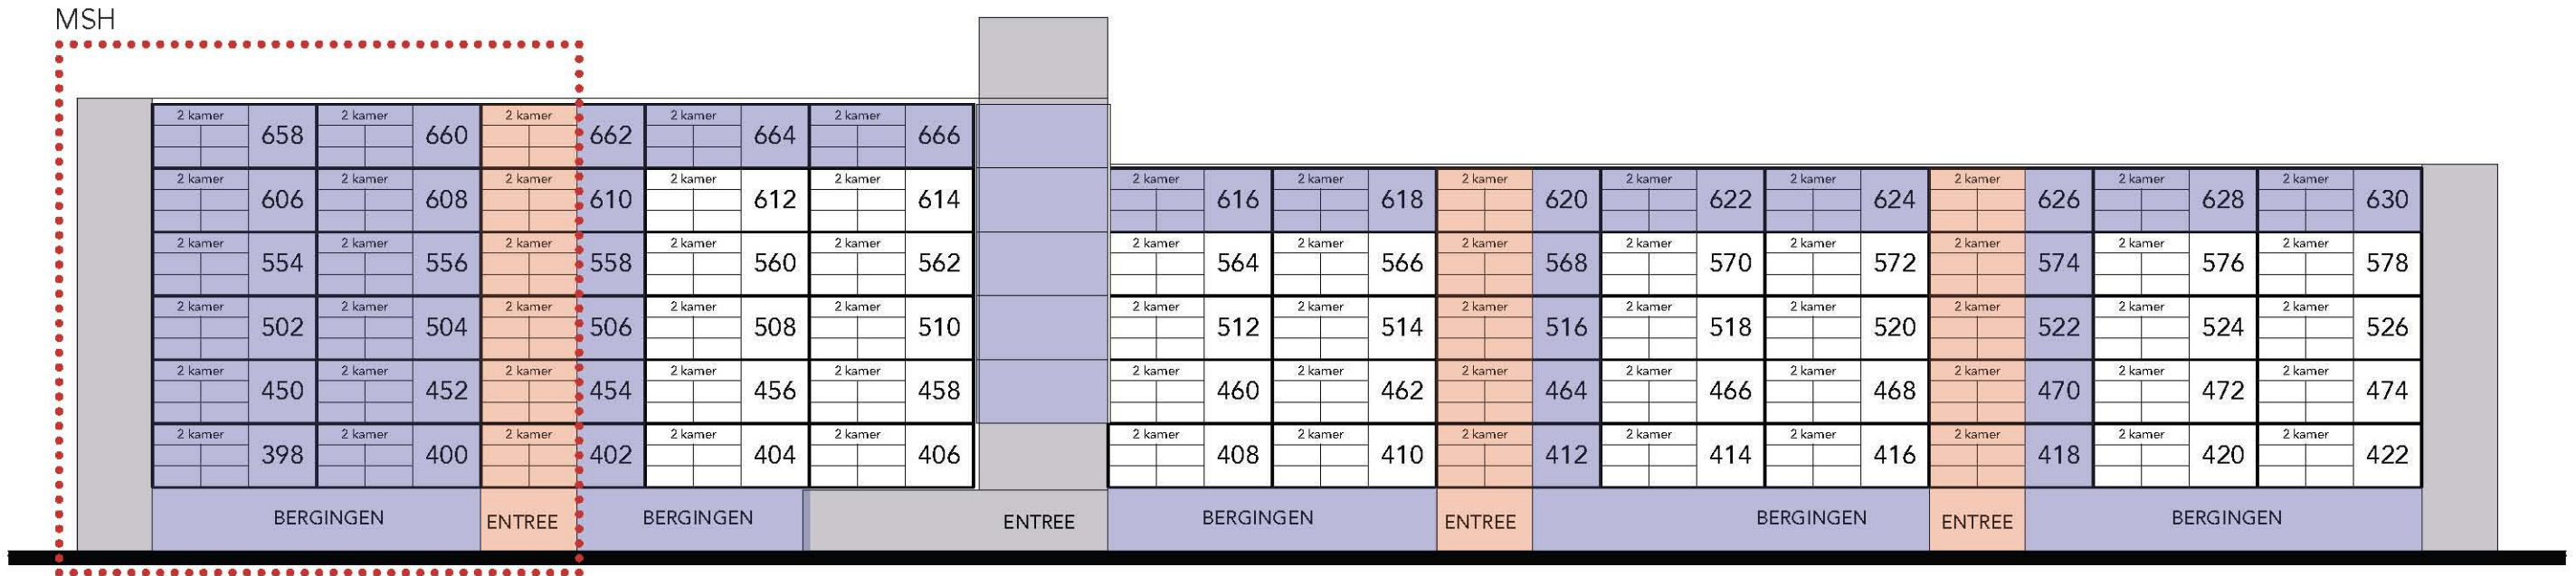 MSH
2 kamer 2 kamer 2 kamer 2 kamer 2 kamer
658 660 662 664 666
2 kamer 2 kamer 2 kamer 2 kamer 2 kamer 2 kamer 2 kamer 2 kamer 2 kamer 2 kamer 2 kamer 2 kamer 2 kamer
606 608 610 612 614 616 618 620 622 624 626 628 630
2 kamer 2 kamer 2 kamer 2 kamer 2 kamer 2 kamer 2 kamer 2 kamer 2 kamer 2 kamer 2 kamer 2 kamer 2 kamer
554 556 558 560 562 564 566 568 570 572 574 576 578
2 kamer 2 kamer 2 kamer 2 kamer 2 kamer 2 kamer 2 kamer 2 kamer 2 kamer 2 kamer 2 kamer 2 kamer 2 kamer
502 504 506 508 510 512 514 516 518 520 522 524 526
2 kamer 2 kamer 2 kamer 2 kamer 2 kamer 2 kamer 2 kamer 2 kamer 2 kamer 2 kamer 2 kamer 2 kamer 2 kamer
450 452 454 456 458 460 462 464 466 468 470 472 474
2 kamer 2 kamer 2 kamer 2 kamer 2 kamer 2 kamer 2 kamer 2 kamer 2 kamer 2 kamer 2 kamer 2 kamer 2 kamer
398 400 402 404 406 408 410 412 414 416 418 420 422
BERGINGEN ENTREE BERGINGEN ENTREE BERGINGEN ENTREE BERGINGEN ENTREE BERGINGEN